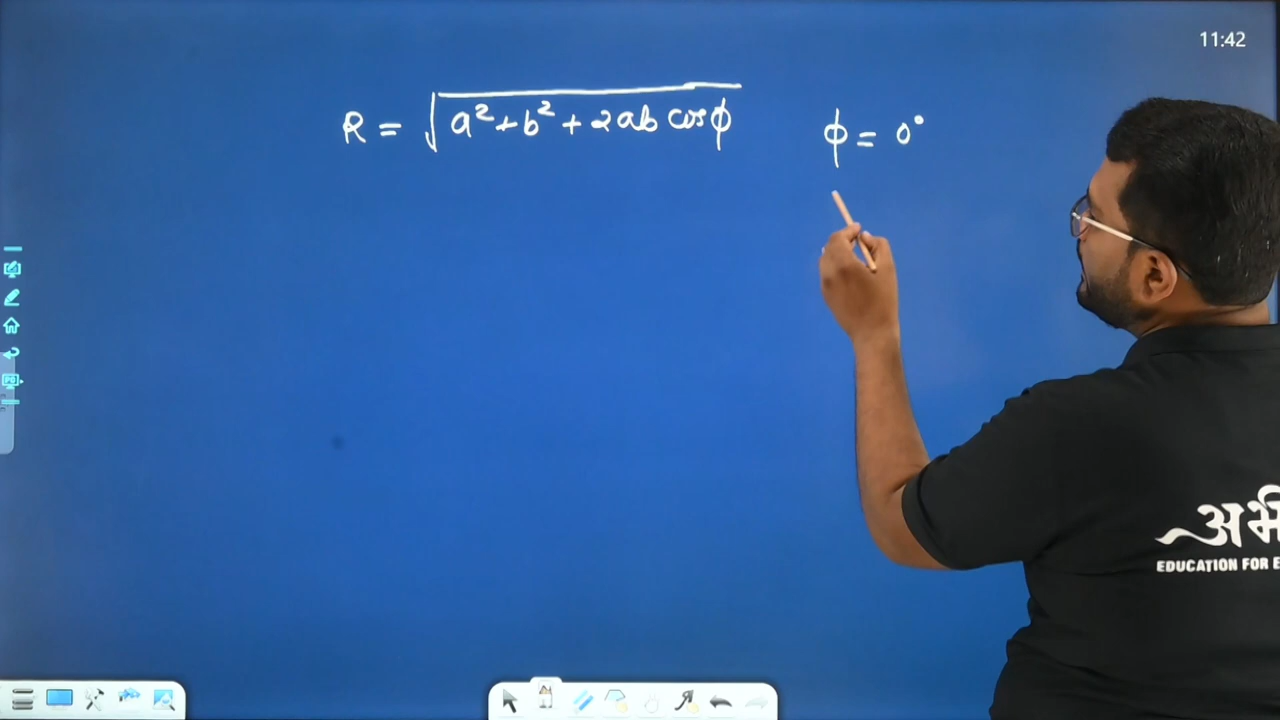 11:42
R = √(a² + b² + 2ab cosϕ) ϕ = 0°
EDUCATION FOR